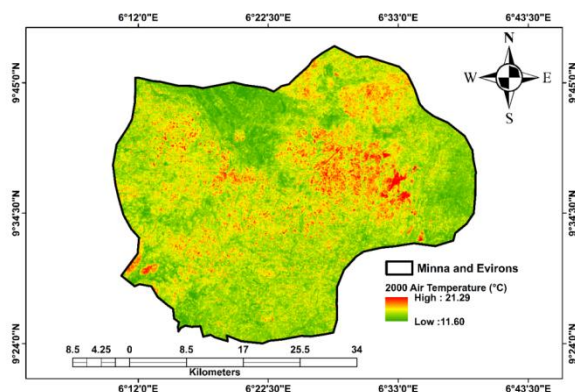 6°12'0"E 6°22'30"E 6°33'0"E 6°43'30"E
N
W E
S
9°45'0"N 9°45'0"N
9°34'30"N 9°34'30"N
9°24'0"N 9°24'0"N
Minna and Evirons
2000 Air Temperature (°C)
High : 21.29
Low :11.60
8.5 4.25 0 8.5 17 25.5 34
Kilometers
6°12'0"E 6°22'30"E 6°33'0"E 6°43'30"E